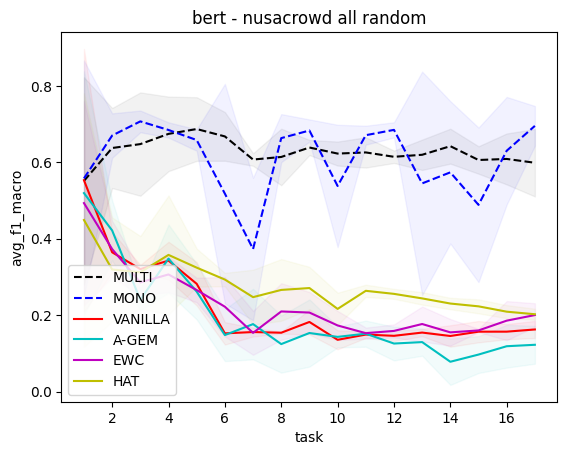 bert - nusacrowd all random
avg_f1_macro
0.8
0.6
0.4
0.2
0.0
MULTI
MONO
VANILLA
A-GEM
EWC
HAT
2 4 6 8 10 12 14 16
task